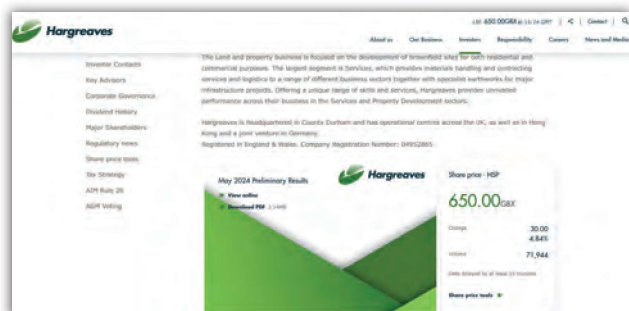 Hargreaves
LSE: 650.00GBX
Contact
About us Our Business Investors Responsibility Careers News and Media
Investor Contacts
Key Advisors
Corporate Governance
Dividend History
Major Shareholders
Regulatory news
Share price tools
Tax Strategy
AIM Rule 26
AGM Voting
The Land and property business is focused on the development of brownfield sites for both residential and
commercial purposes. The largest segment is Services, which provides materials handling and contracting
services and logistics to a range of different business sectors together with specialist earthworks for major
infrastructure projects. Offering a unique range of skills and services, Hargreaves provide unrivalled
performance across their business in the Services and Property Development sectors.
Hargreaves is headquartered in County Durham and has operational centres across the UK, as well as in Hong
Kong and a joint venture in Germany.
Registered in England & Wales. Company Registration Number: 04952865
May 2024 Preliminary Results
View online
Download PDF
Hargreaves
Share price - HSP
650.00GBX
Change 30.00
4.84%
Volume 71,944
Data delayed by at least 15 minutes
Share price tools